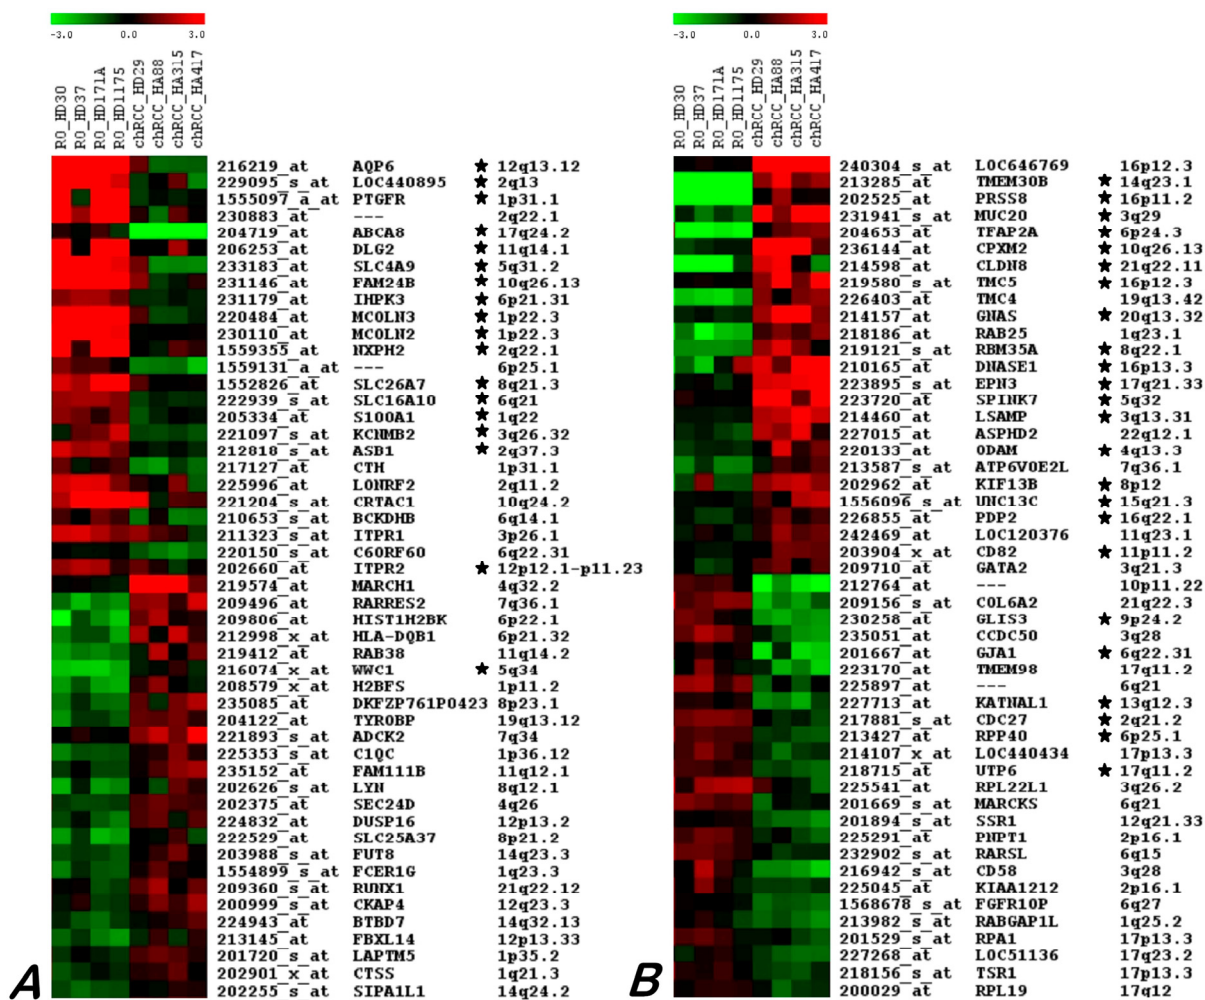 -3.0 0.0 3.0
RO_HD30
RO_HD37
RO_HD171A
RO_HD1175
chRCC_HD29
chRCC_HA88
chRCC_HA315
chRCC_HA417
216219_at AQP6 ★ 12q13.12
229095_s_at LOC440895 ★ 2q13
1555097_a_at PTGFR ★ 1p31.1
230883_at --- 2q22.1
204719_at ABCA8 ★ 17q24.2
206253_at DLG2 ★ 11q14.1
233183_at SLC4A9 ★ 5q31.2
231146_at FAM24B ★ 10q26.13
231179_at IHPK3 ★ 6p21.31
220484_at MCOLN3 ★ 1p22.3
230110_at MCOLN2 ★ 1p22.3
1559355_at NXPH2 ★ 2q22.1
1559131_a_at --- 6p25.1
1552826_at SLC26A7 ★ 8q21.3
222939_s_at SLC16A10 ★ 6q21
205334_at S100A1 ★ 1q22
221097_s_at KCNMB2 ★ 3q26.32
212818_s_at ASB1 ★ 2q37.3
217127_at CTH 1p31.1
225996_at LONRF2 2q11.2
221204_s_at CRTAC1 10q24.2
210653_s_at BCKDHB 6q14.1
211323_s_at ITPR1 3p26.1
220150_s_at C6ORF60 6q22.31
202660_at ITPR2 ★ 12p12.1-p11.23
219574_at MARCH1 4q32.2
209496_at RARRES2 7q36.1
209806_at HIST1H2BK 6p22.1
212998_x_at HLA-DQB1 6p21.32
219412_at RAB38 11q14.2
216074_x_at WWC1 ★ 5q34
208579_x_at H2BFS 1p11.2
235085_at DKFZP761P0423 8p23.1
204122_at TYROBP 19q13.12
221893_s_at ADCK2 7q34
225353_s_at C1QC 1p36.12
235152_at FAM111B 11q12.1
202626_s_at LYN 8q12.1
202375_at SEC24D 4q26
224832_at DUSP16 12p13.2
222529_at SLC25A37 8p21.2
203988_s_at FUT8 14q23.3
1554899_s_at FCER1G 1q23.3
209360_s_at RUNX1 21q22.12
200999_s_at CKAP4 12q23.3
224943_at BTBD7 14q32.13
213145_at FBXL14 12p13.33
201720_s_at LAPTM5 1p35.2
202901_x_at CTSS 1q21.3
202255_s_at SIPA1L1 14q24.2
A
-3.0 0.0 3.0
RO_HD30
RO_HD37
RO_HD171A
RO_HD1175
chRCC_HD29
chRCC_HA88
chRCC_HA315
chRCC_HA417
240304_s_at LOC646769 16p12.3
213285_at TMEM30B ★ 14q23.1
202525_at PRSS8 ★ 16p11.2
231941_s_at MUC20 ★ 3q29
204653_at TFAP2A ★ 6p24.3
236144_at CPXM2 ★ 10q26.13
214598_at CLDN8 ★ 21q22.11
219580_s_at TMC5 ★ 16p12.3
226403_at TMC4 19q13.42
214157_at GNAS ★ 20q13.32
218186_at RAB25 1q23.1
219121_s_at RBM35A ★ 8q22.1
210165_at DNASE1 ★ 16p13.3
223895_s_at EPN3 ★ 17q21.33
223720_at SPINK7 ★ 5q32
214460_at LSAMP ★ 3q13.31
227015_at ASPHD2 22q12.1
220133_at ODAM ★ 4q13.3
213587_s_at ATP6V0E2L 7q36.1
202962_at KIF13B ★ 8p12
1556096_s_at UNC13C ★ 15q21.3
226855_at PDP2 ★ 16q22.1
242469_at LOC120376 11q23.1
203904_x_at CD82 ★ 11p11.2
209710_at GATA2 3q21.3
212764_at --- 10p11.22
209156_s_at COL6A2 21q22.3
230258_at GLIS3 ★ 9p24.2
235051_at CCDC50 3q28
201667_at GJA1 ★ 6q22.31
223170_at TMEM98 17q11.2
225897_at --- 6q21
227713_at KATNAL1 ★ 13q12.3
217881_s_at CDC27 ★ 2q21.2
213427_at RPP40 ★ 6p25.1
214107_x_at LOC440434 17p13.3
218715_at UTP6 ★ 17q11.2
225541_at RPL22L1 3q26.2
201669_s_at MARCKS 6q21
201894_s_at SSR1 12q21.33
225291_at PNPT1 2p16.1
232902_s_at RARSL 6q15
216942_s_at CD58 3q28
225045_at KIAA1212 2p16.1
1568678_s_at FGFR10P 6q27
213982_s_at RABGAP1L 1q25.2
201529_s_at RPA1 17p13.3
227268_at LOC51136 17q23.2
218156_s_at TSR1 17p13.3
200029_at RPL19 17q12
B